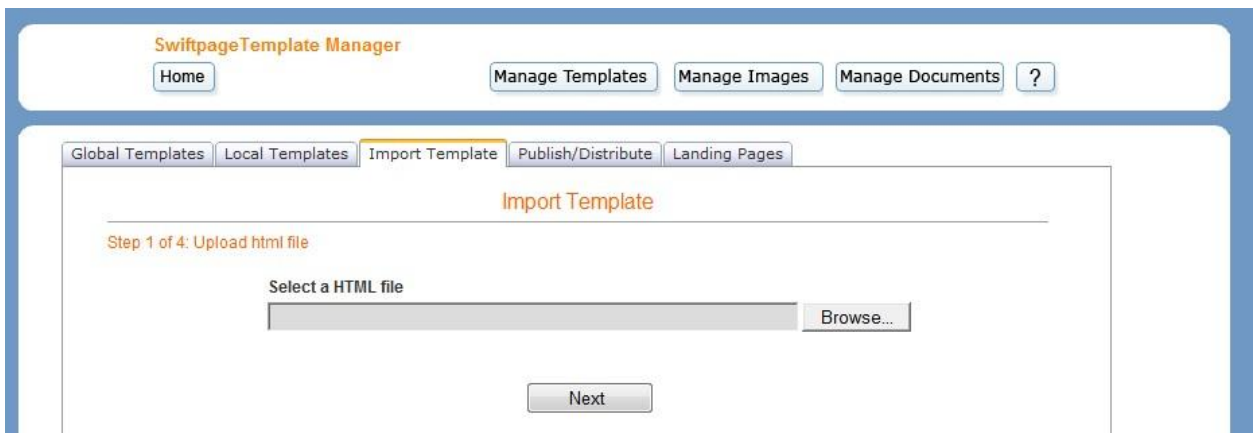 SwiftpageTemplate Manager
Home Manage Templates Manage Images Manage Documents ?
Global Templates Local Templates Import Template Publish/Distribute Landing Pages
Import Template
Step 1 of 4: Upload html file
Select a HTML file
Browse...
Next